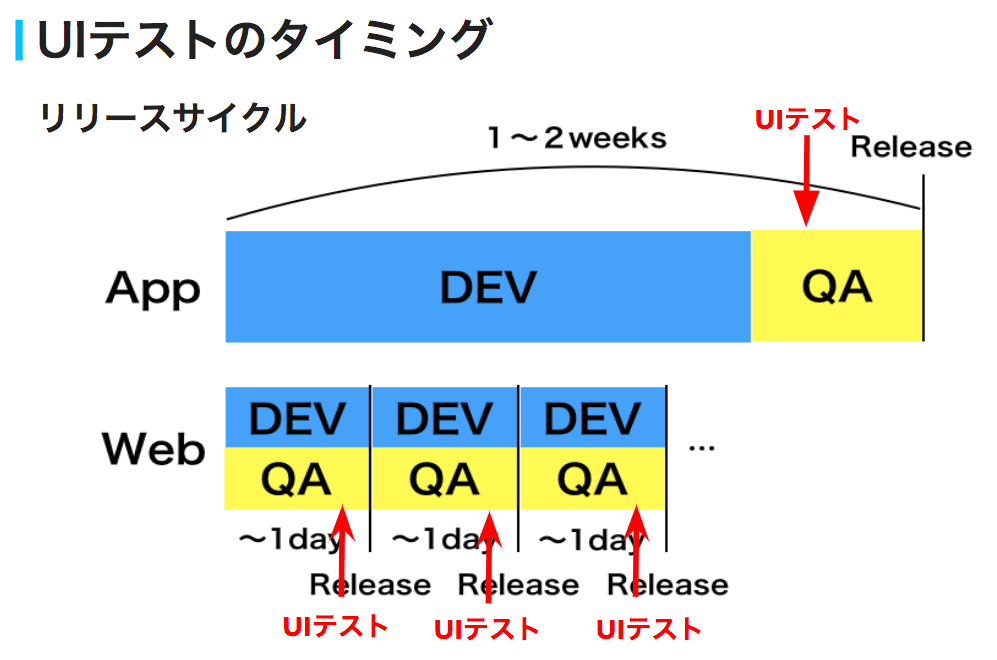 UIテストのタイミング
リリースサイクル
1〜2weeks
UIテスト
Release
App
DEV
QA
Web
DEV DEV DEV
QA QA QA
...
〜1day 〜1day 〜1day
Release Release Release
UIテスト UIテスト UIテスト